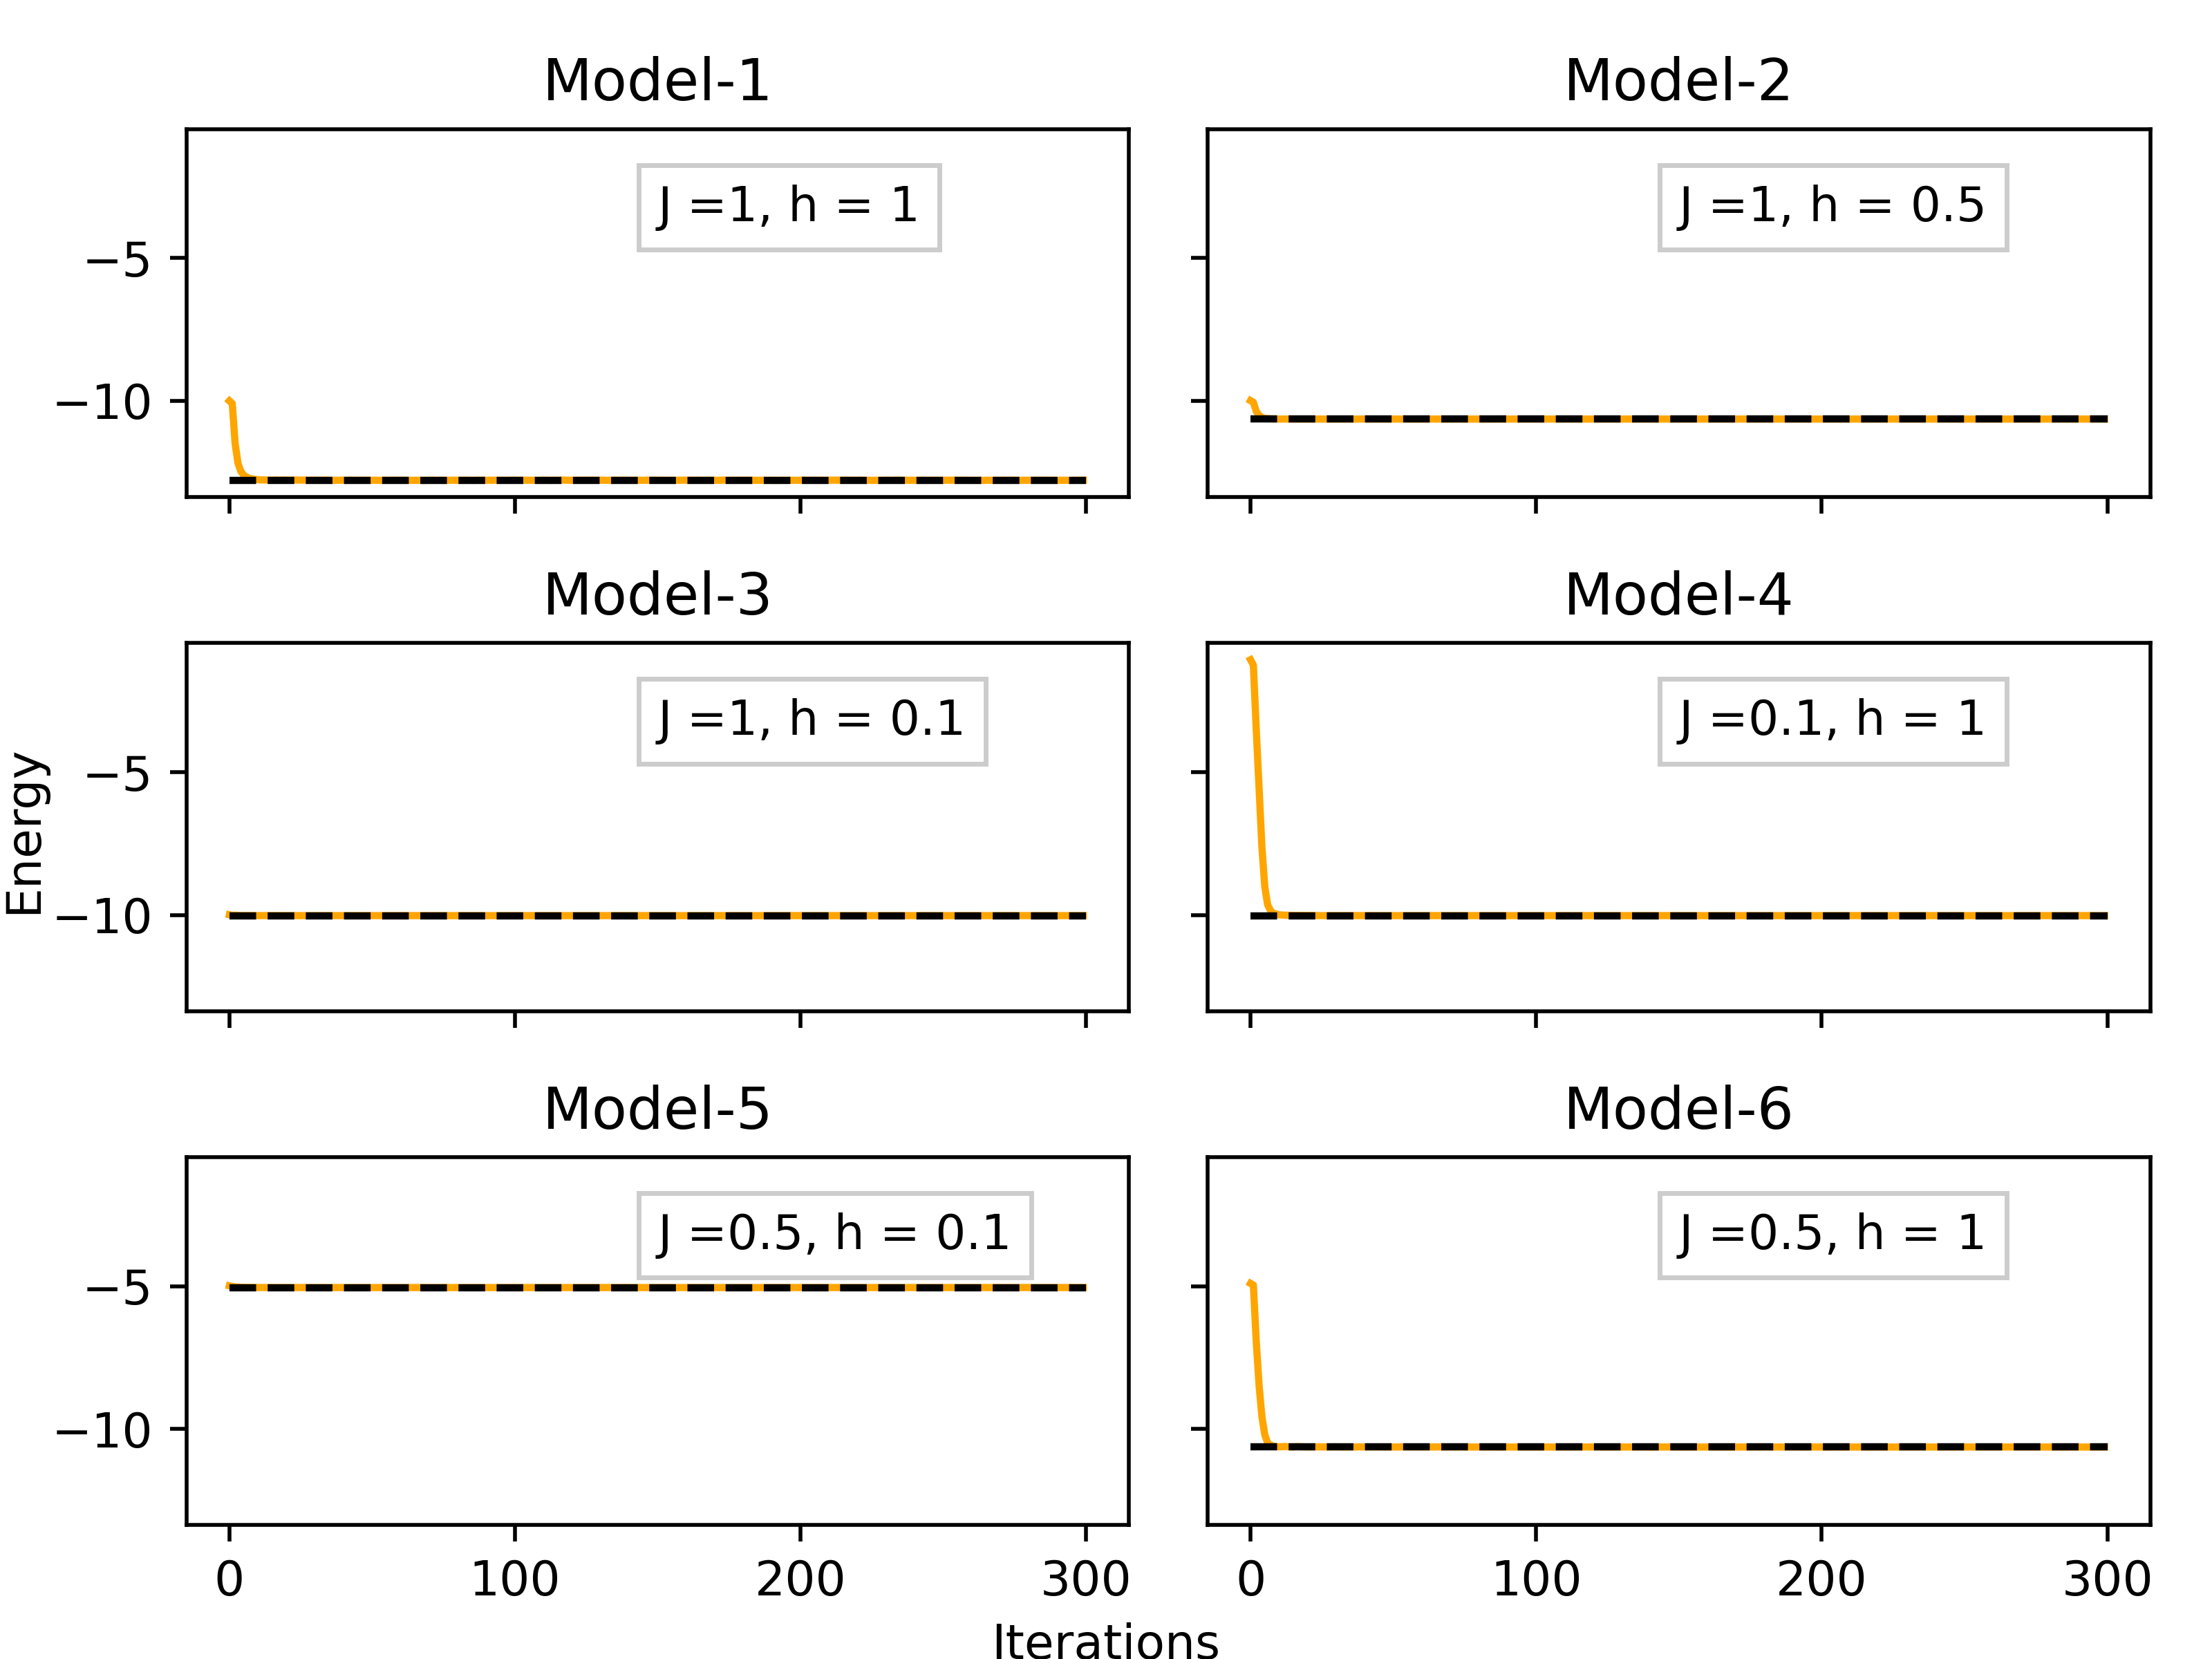 Model-1
Model-2
J =1, h = 1
J =1, h = 0.5
−5
−10
Model-3
Model-4
J =1, h = 0.1
J =0.1, h = 1
−5
−10
Energy
Model-5
Model-6
J =0.5, h = 0.1
J =0.5, h = 1
−5
−10
0 100 200 300 0 100 200 300
Iterations